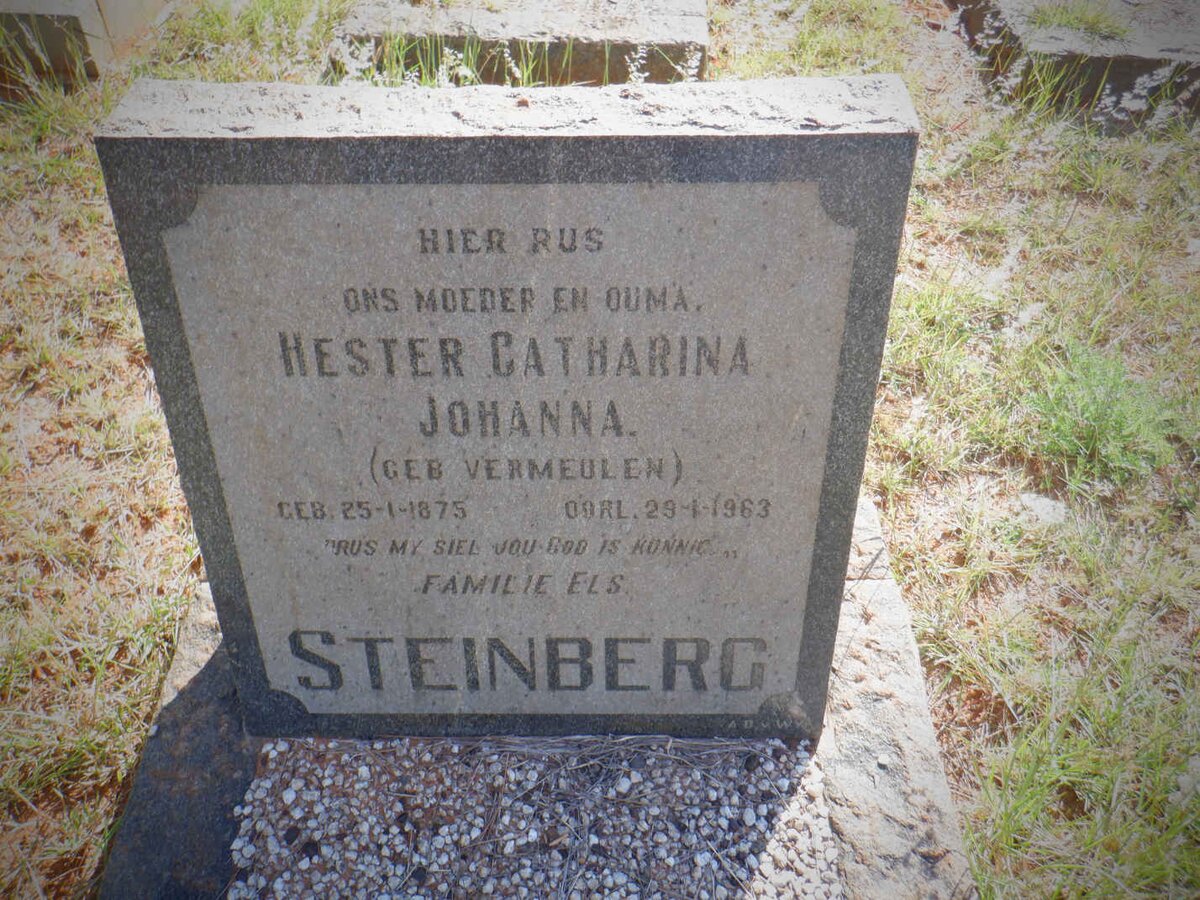 HIER RUS
ONS MOEDER EN OUMA.
HESTER CATHARINA
JOHANNA.
(GEB VERMEULEN)
GEB. 25-1-1875 OORL. 29-1-1963
"RUS MY SIEL JOU GOD IS KONNIG„
FAMILIE ELS
STEINBERG